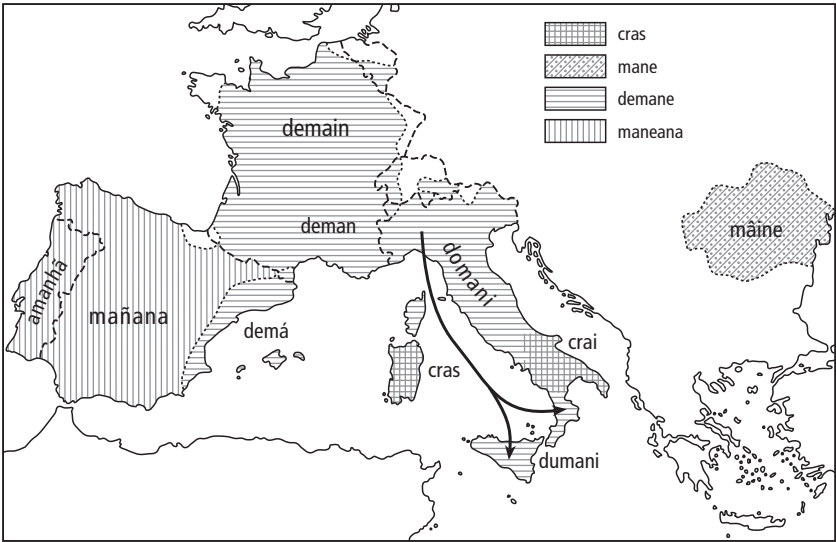 cras
mane
demane
maneana
demain
deman
domani
mâine
amanhã
mañana
demá
cras
crai
dumani